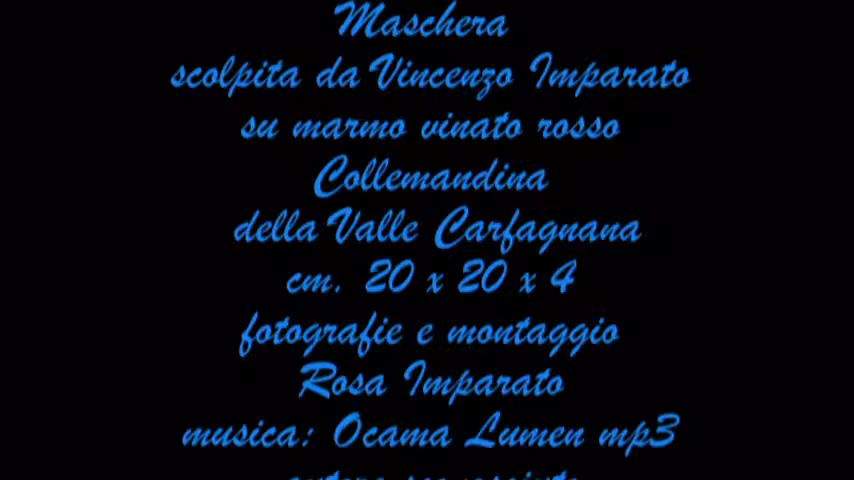 Maschera
scolpita da Vincenzo Imparato
su marmo vinato rosso
Collemandina
della Valle Carfagnana
cm. 20 x 20 x 4
fotografie e montaggio
Rosa Imparato
musica: Ocama Lumen mp3